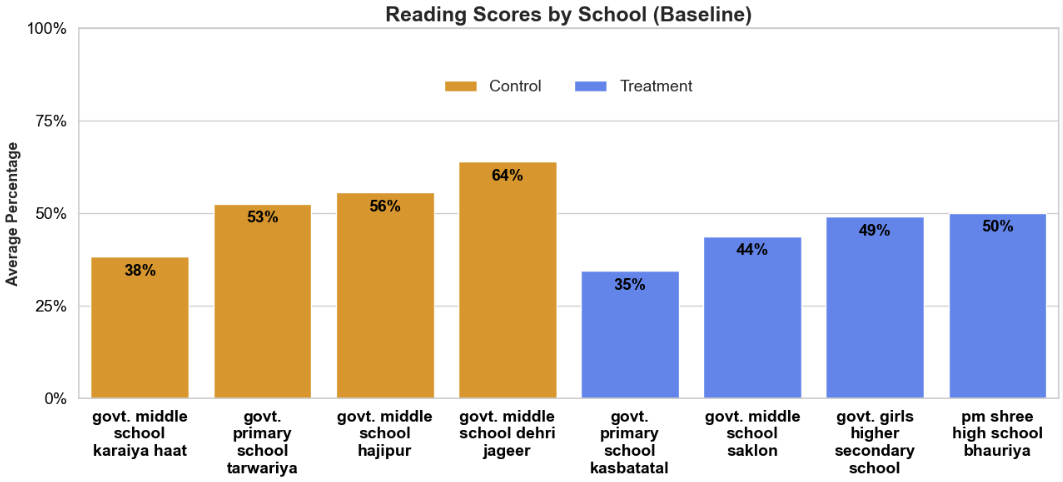 Reading Scores by School (Baseline)
100%
75%
50%
25%
0%
Average Percentage
Control
Treatment
38%
53%
56%
64%
35%
44%
49%
50%
govt. middle
school
karaiya haat
govt.
primary
school
tarwariya
govt. middle
school
hajipur
govt. middle
school dehri
jageer
govt.
primary
school
kasbatatal
govt. middle
school
saklon
govt. girls
higher
secondary
school
pm shree
high school
bhauriya